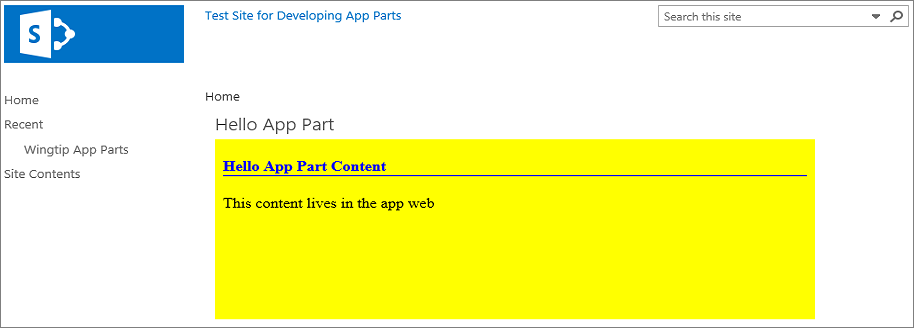 S
Test Site for Developing App Parts
Search this site
Home
Recent
Wingtip App Parts
Site Contents
Home
Hello App Part
Hello App Part Content
This content lives in the app web